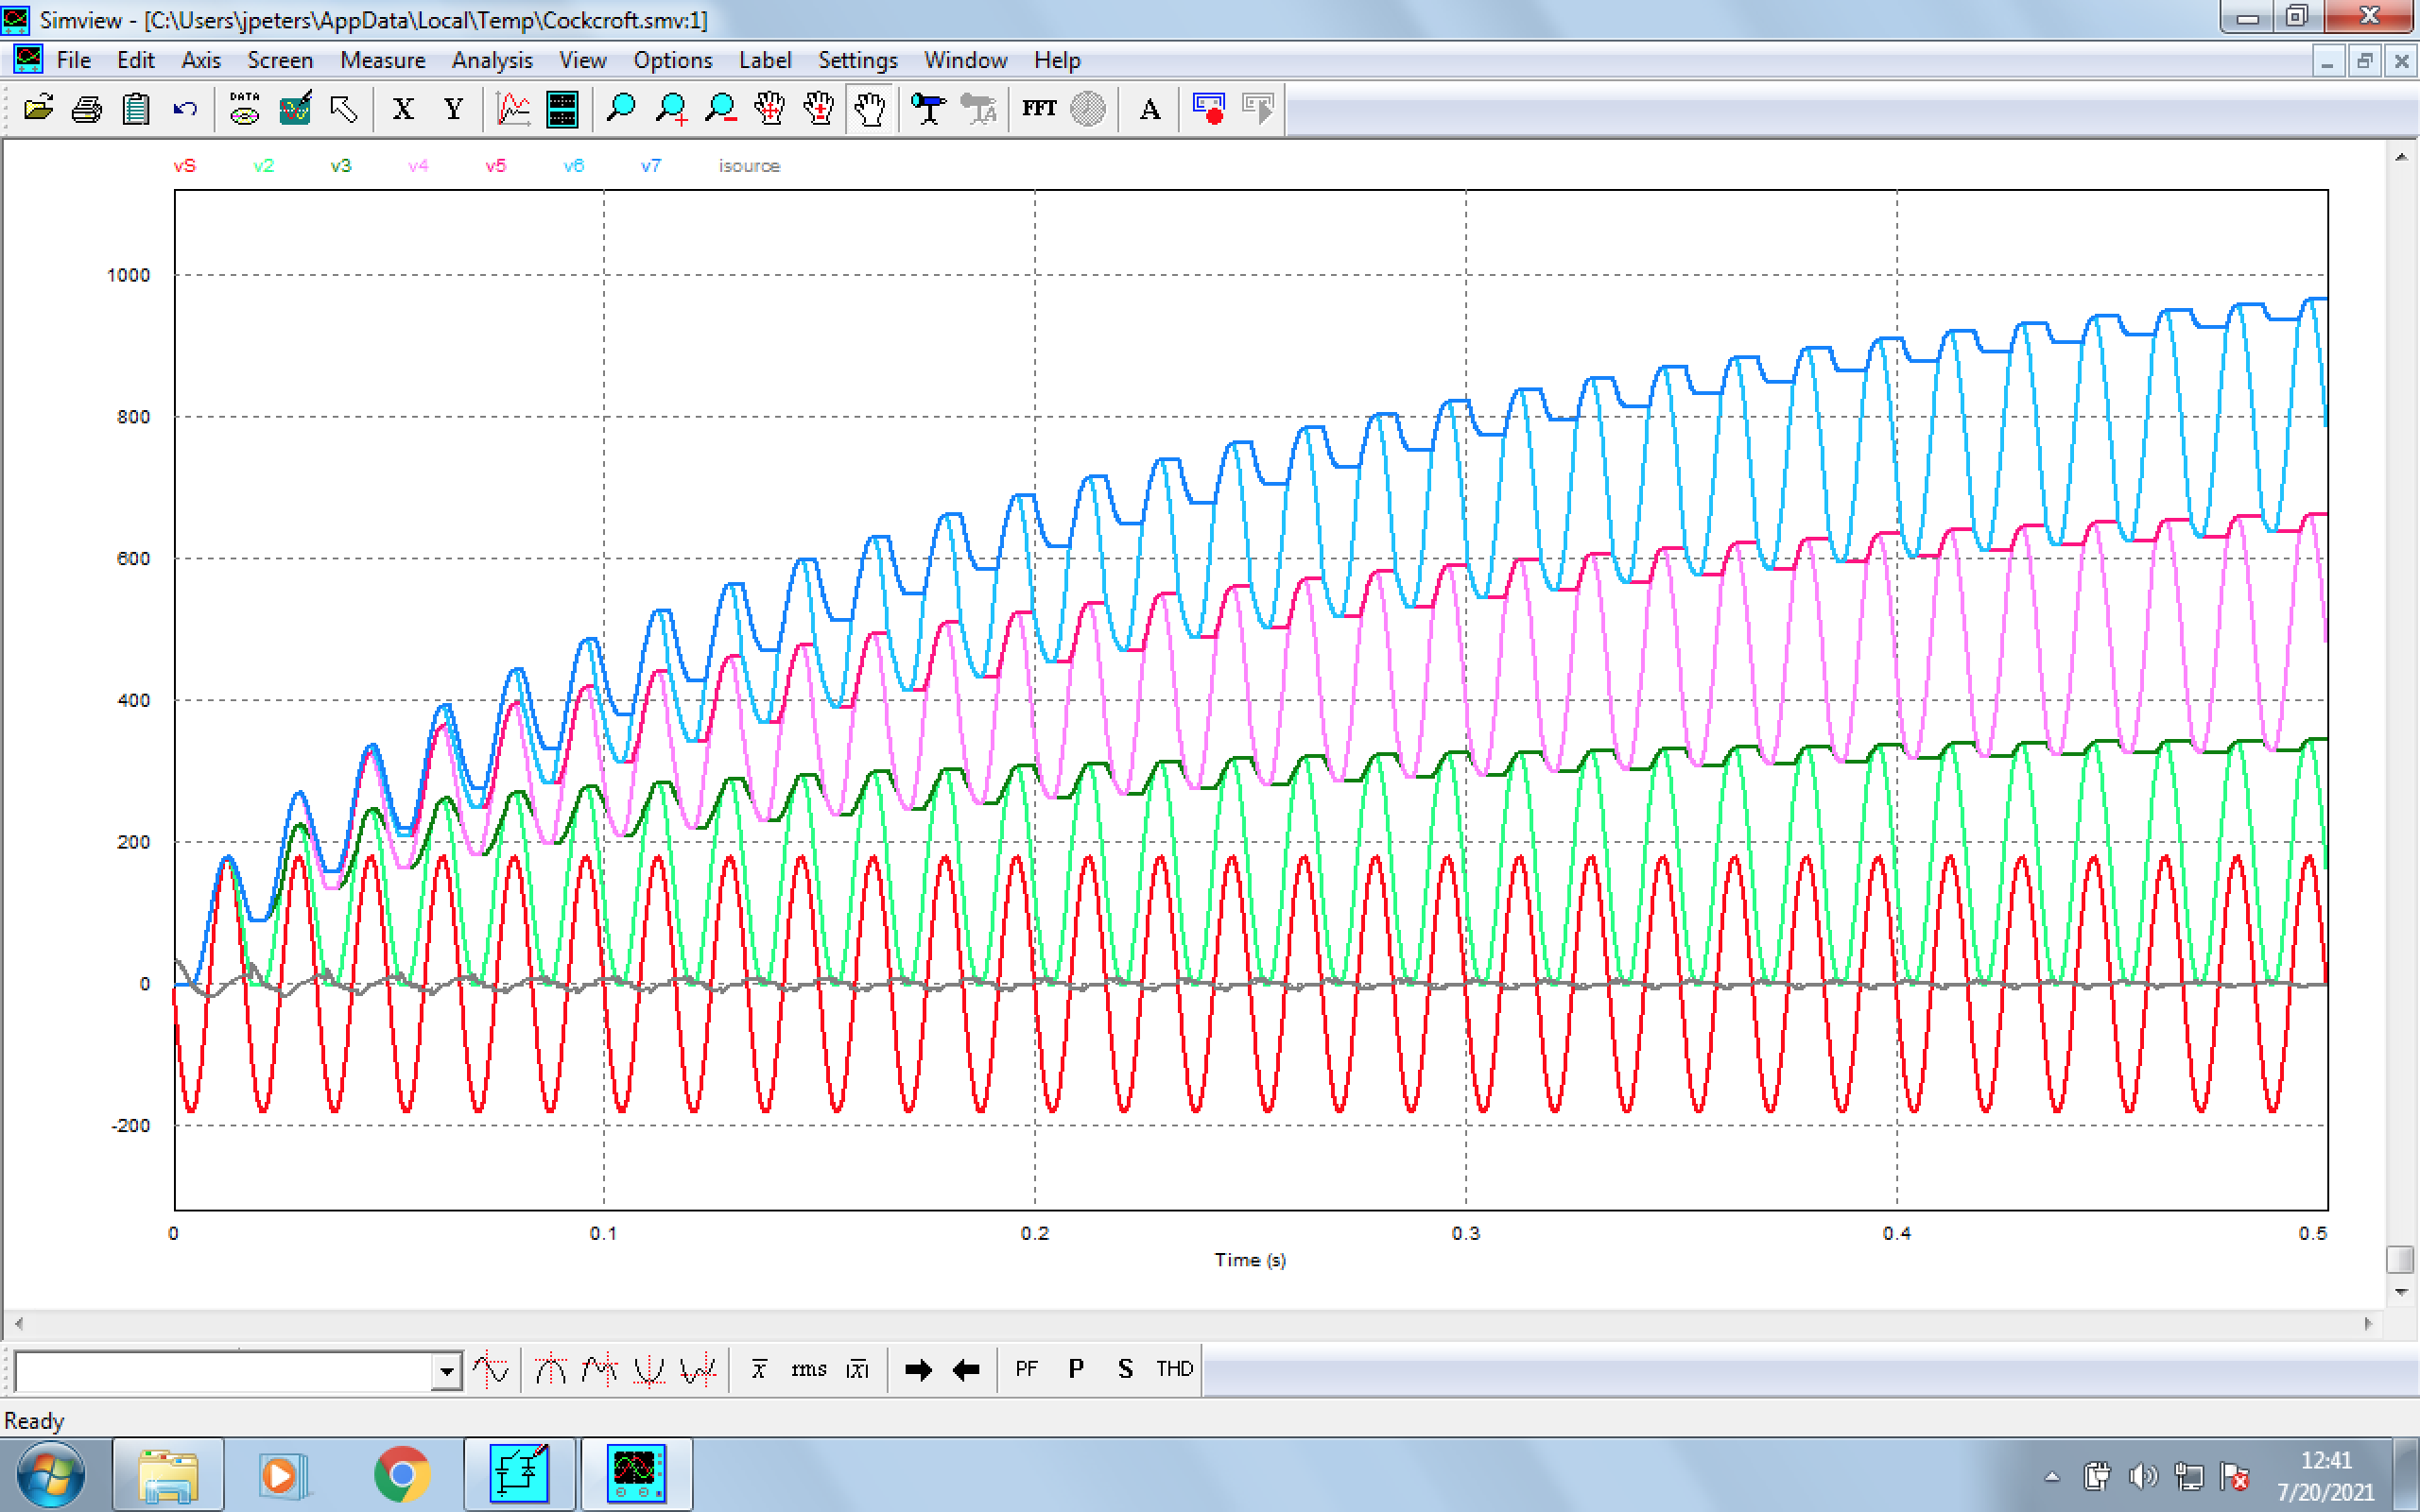 Simview - [C:\Users\jpeters\AppData\Local\Temp\Cockcroft.smv:1]
File Edit Axis Screen Measure Analysis View Options Label Settings Window Help
DATA X Y FFT A
vS v2 v3 v4 v5 v6 v7 isource
1000
800
600
400
200
0
-200
0 0.1 0.2 0.3 0.4 0.5
Time (s)
x rms |x| PF P S THD
Ready
12:41
7/20/2021